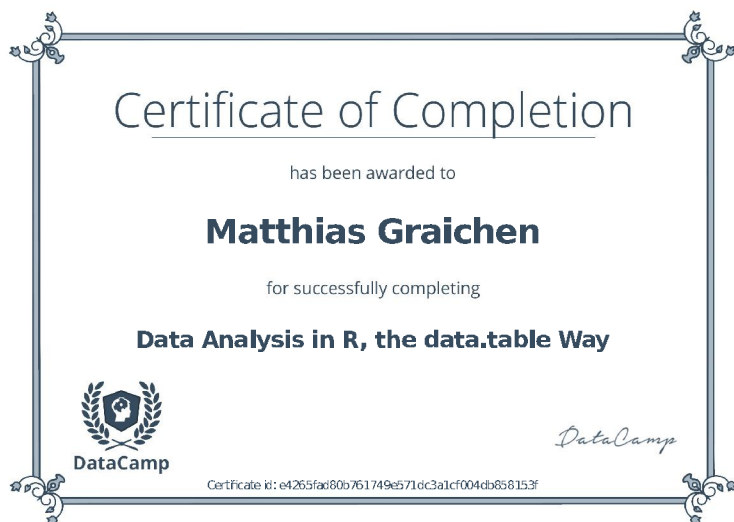 Certificate of Completion
has been awarded to
Matthias Graichen
for successfully completing
Data Analysis in R, the data.table Way
DataCamp
DataCamp
Certificate id: e4265fad80b761749e571dc3a1cf004db858153f